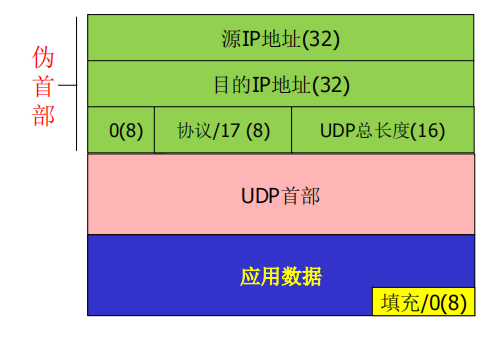 伪首部
源IP地址(32)
目的IP地址(32)
0(8) 协议/17 (8) UDP总长度(16)
UDP首部
应用数据
填充/0(8)